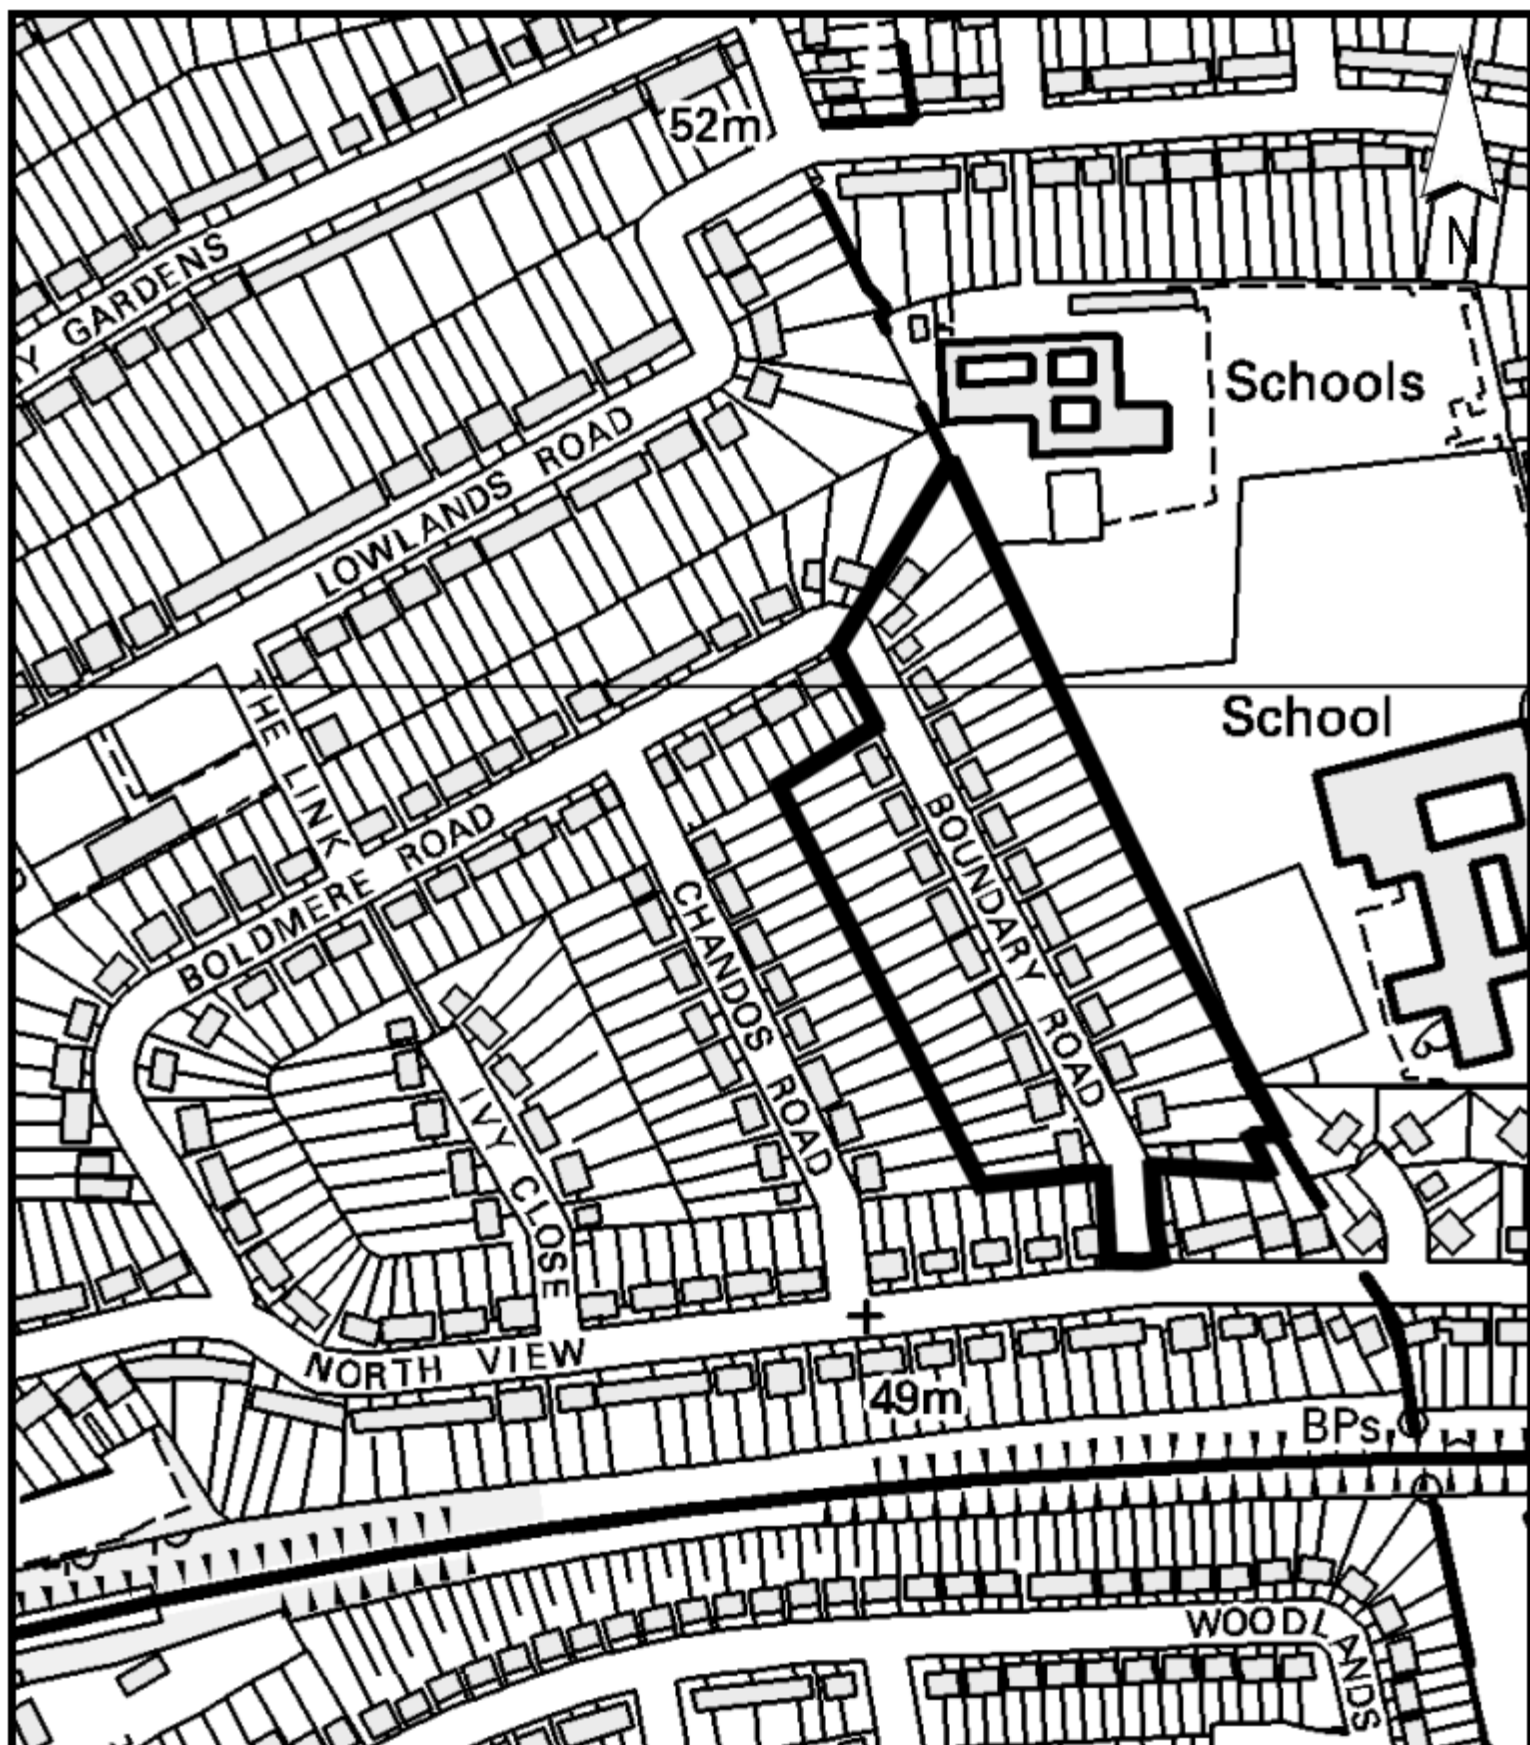 52m
N
Y GARDENS
Schools
LOWLANDS ROAD
School
THE LINK
BOLDMERE ROAD
BOUNDARY ROAD
CHANDOS ROAD
IVY CLOSE
NORTH VIEW
49m
BPs
WOODLANDS